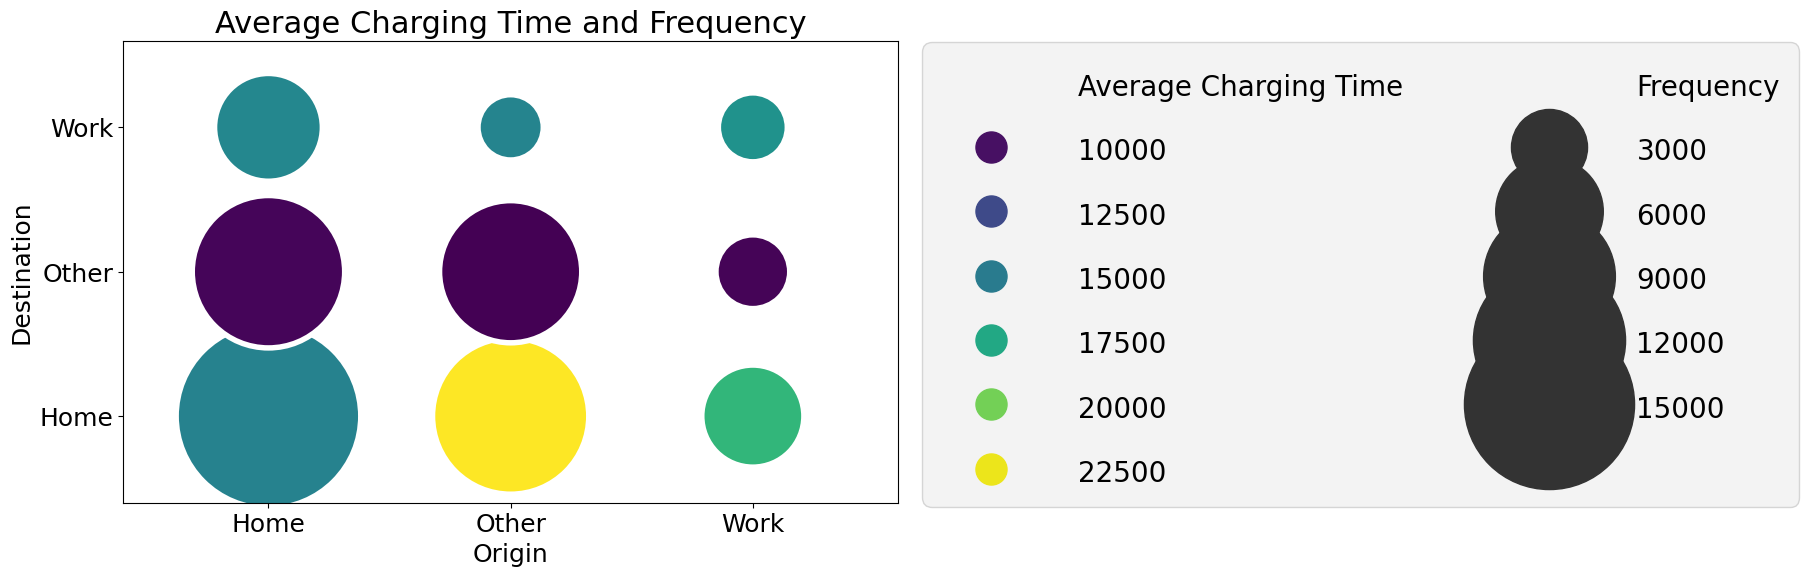 Average Charging Time and Frequency
Work
Other
Home
Destination
Home
Other
Work
Origin
Average Charging Time
10000
12500
15000
17500
20000
22500
Frequency
3000
6000
9000
12000
15000